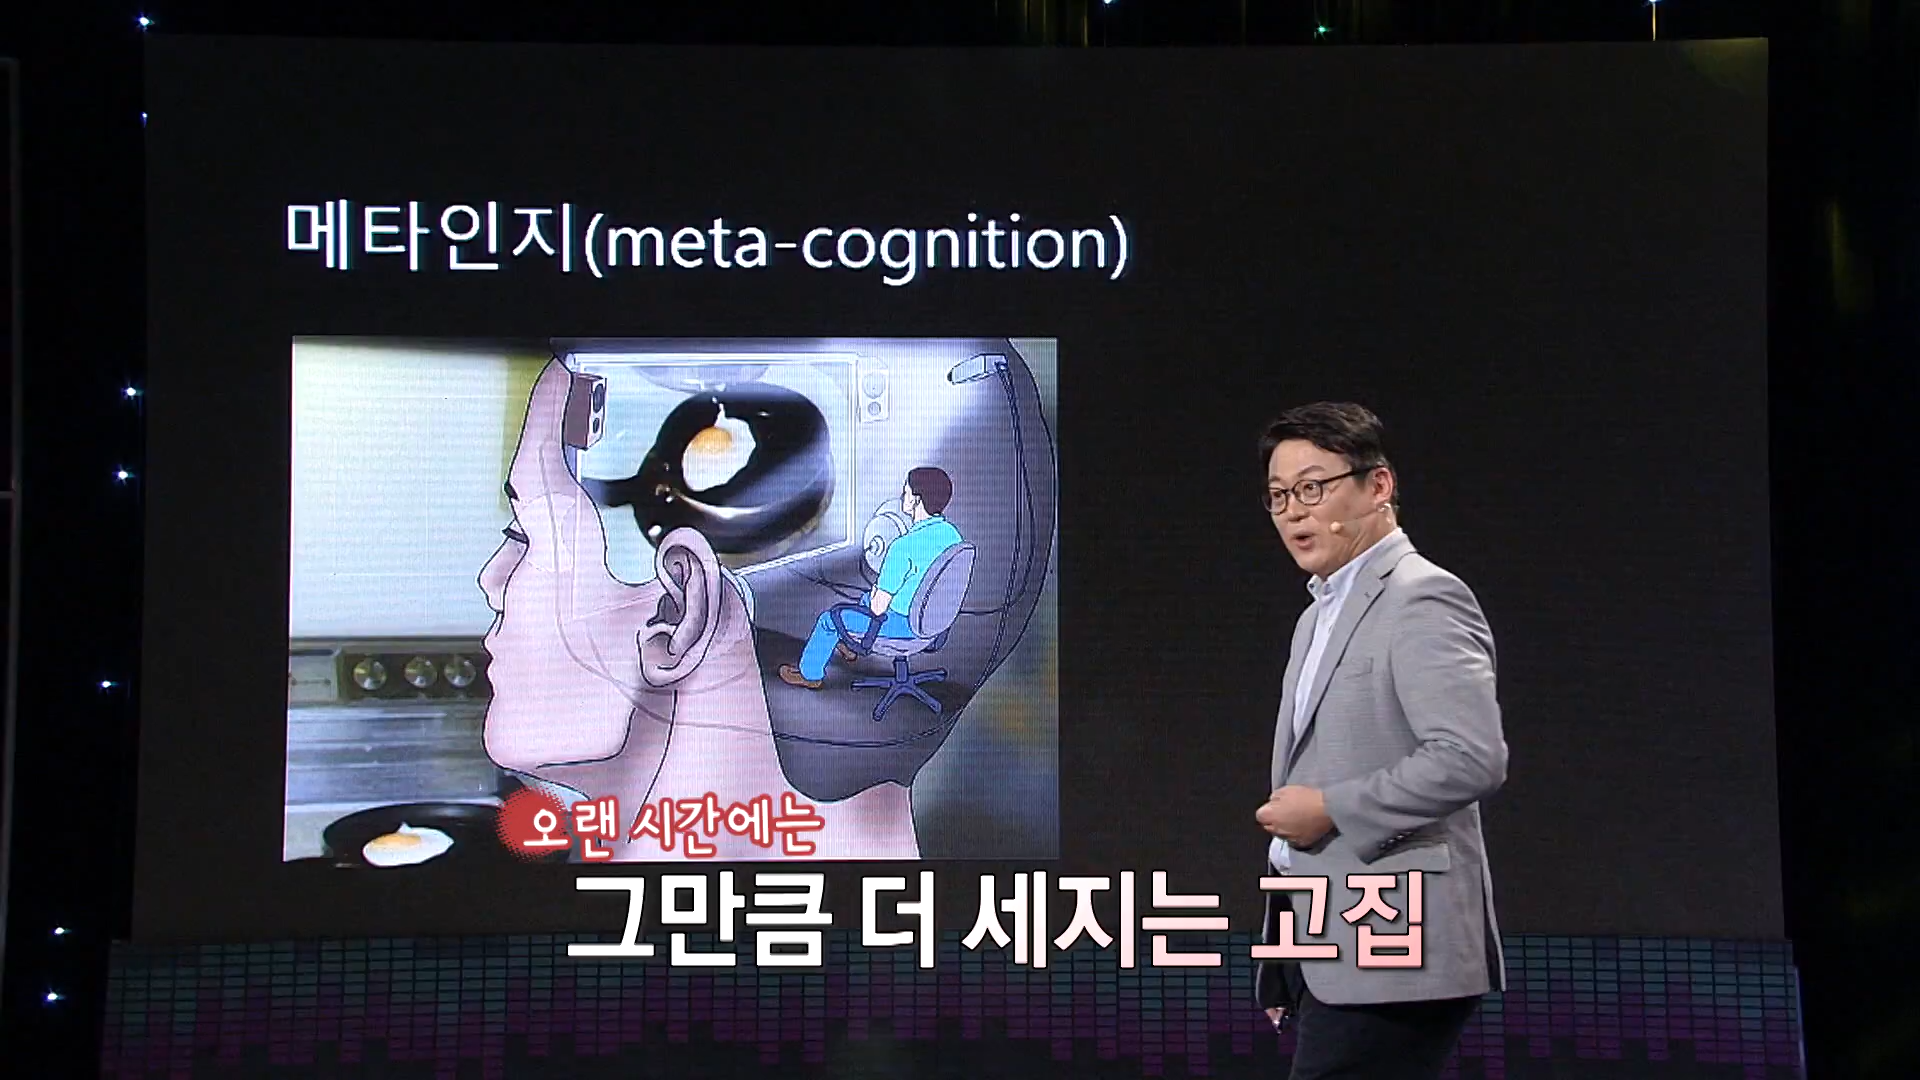 메타인지(meta-cognition)
오랜 시간에는
그만큼 더 세지는 고집